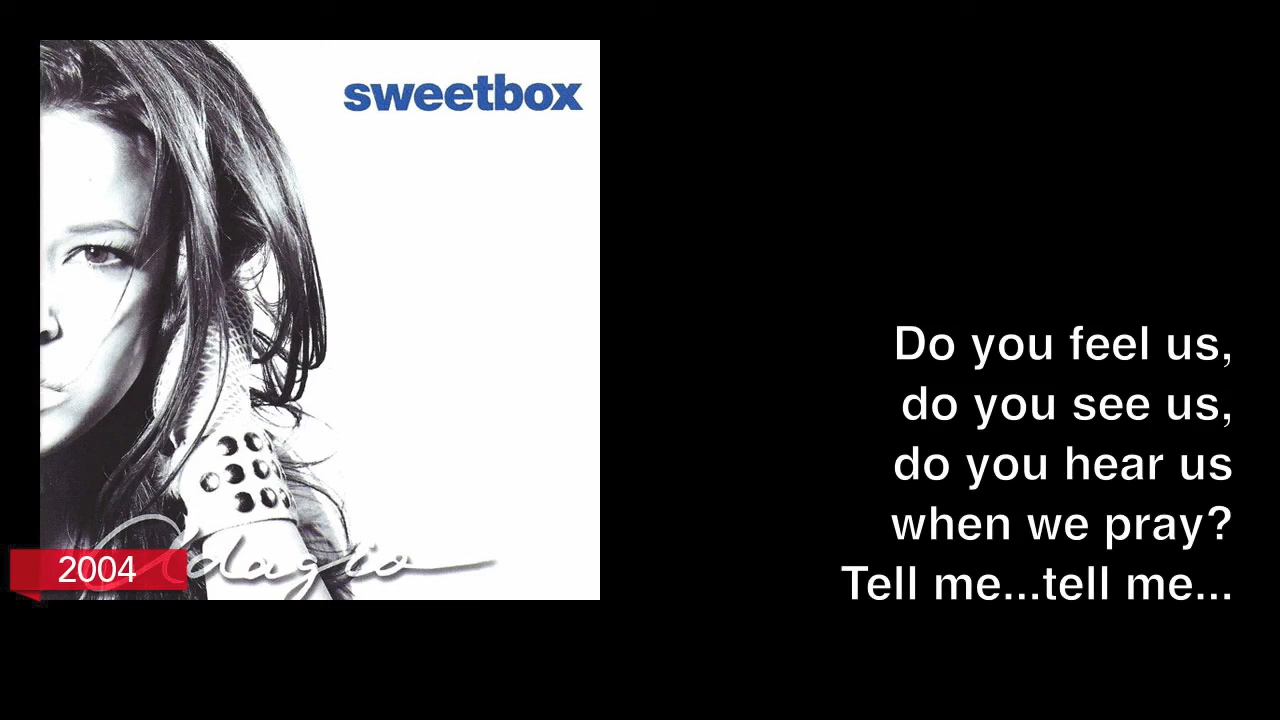 sweetbox
Adagio
2004
Do you feel us,
do you see us,
do you hear us
when we pray?
Tell me...tell me...